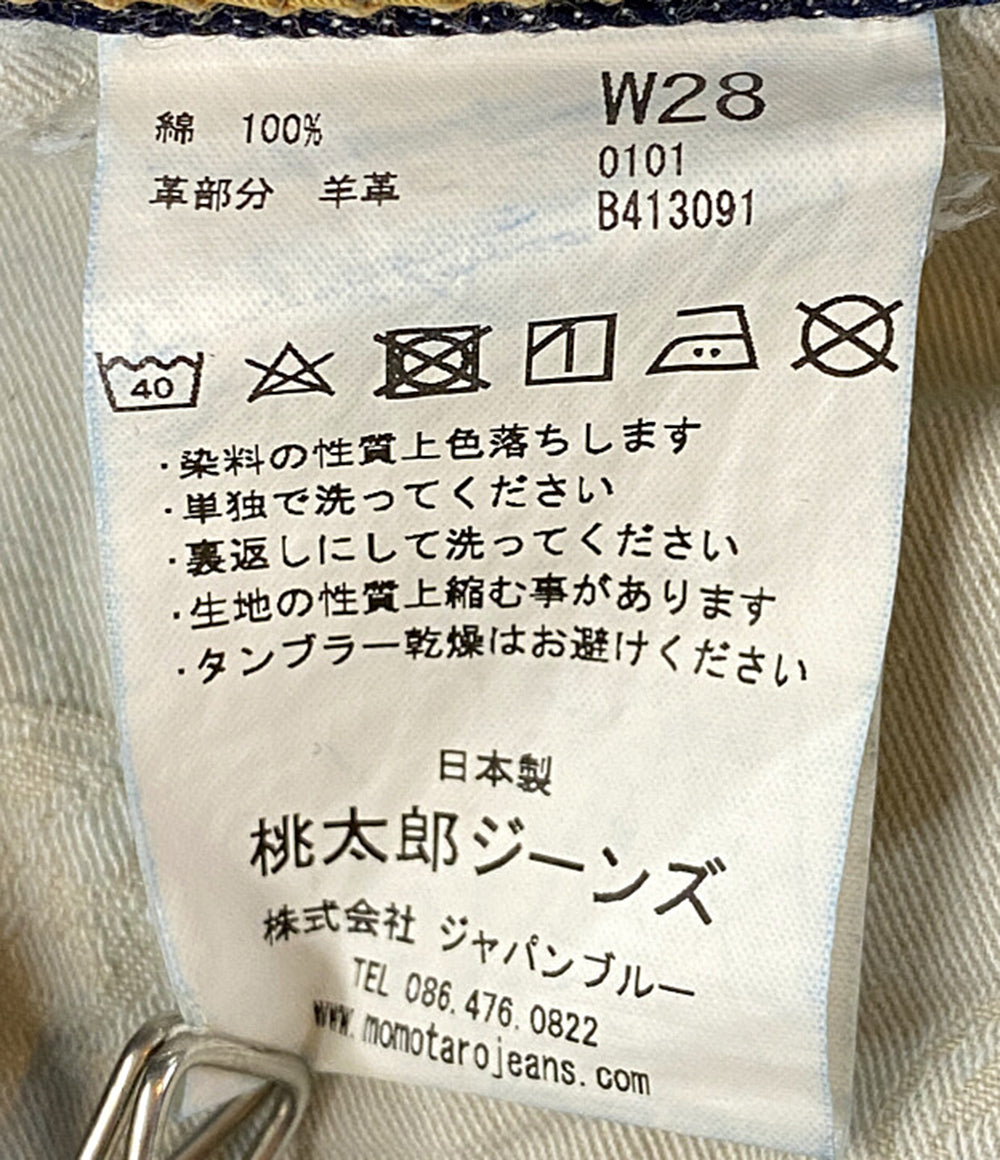 綿 100%
革部分 羊革
W28
0101
B413091
40
・染料の性質上色落ちします
・単独で洗ってください
・裏返しにして洗ってください
・生地の性質上縮む事があります
・タンブラー乾燥はお避けください
日本製
桃太郎ジーンズ
株式会社 ジャパンブルー
TEL 086.476.0822
www.momotarojeans.com